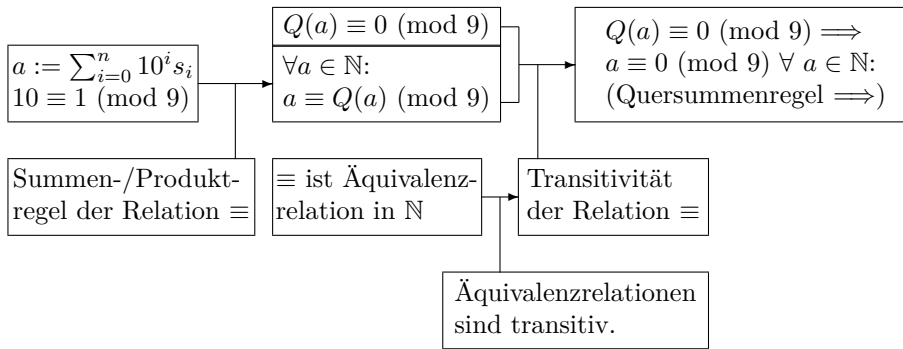 a := ∑_{i=0}^{n} 10^i s_i
10 ≡ 1 (mod 9)
Q(a) ≡ 0 (mod 9)
∀a ∈ ℕ:
a ≡ Q(a) (mod 9)
Q(a) ≡ 0 (mod 9) ⟹
a ≡ 0 (mod 9) ∀ a ∈ ℕ:
(Quersummenregel ⟹)
Summen-/Produkt-
regel der Relation ≡
≡ ist Äquivalenz-
relation in ℕ
Transitivität
der Relation ≡
Äquivalenzrelationen
sind transitiv.